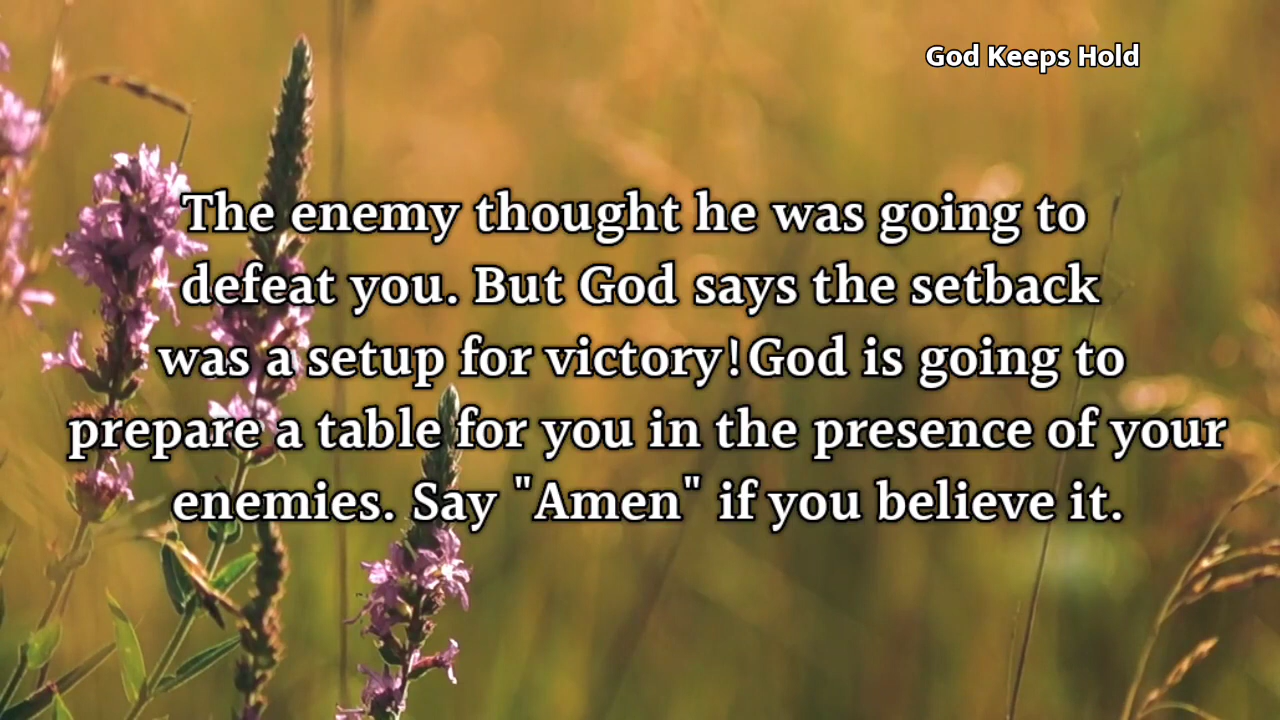 God Keeps Hold
The enemy thought he was going to
defeat you. But God says the setback
was a setup for victory! God is going to
prepare a table for you in the presence of your
enemies. Say "Amen" if you believe it.